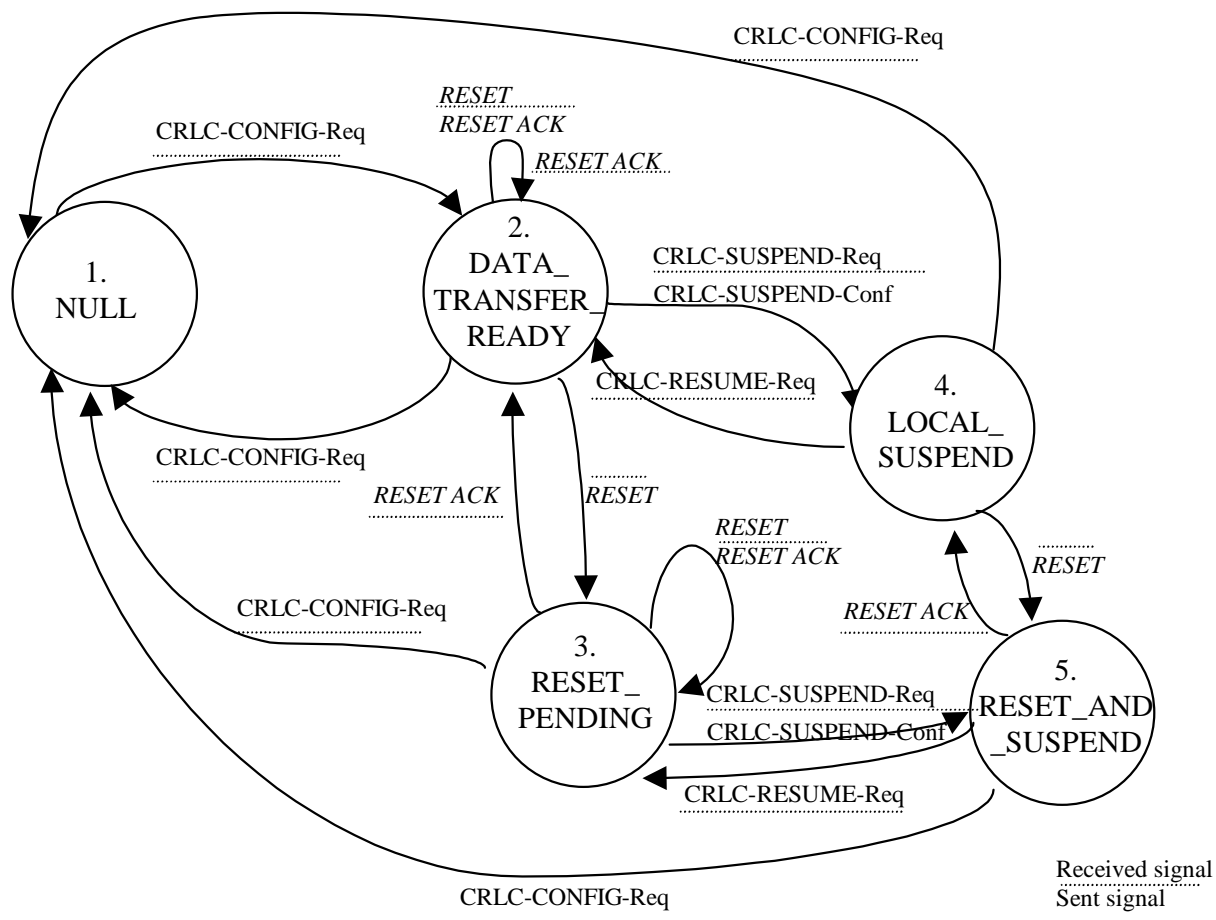 CRLC-CONFIG-Req
RESET
RESET ACK
CRLC-CONFIG-Req
RESET ACK
1.
NULL
2.
DATA_
TRANSFER_
READY
CRLC-SUSPEND-Req
CRLC-SUSPEND-Conf
CRLC-RESUME-Req
4.
LOCAL_
SUSPEND
CRLC-CONFIG-Req
RESET ACK
RESET
RESET
RESET ACK
RESET
CRLC-CONFIG-Req
RESET ACK
3.
RESET_
PENDING
5.
RESET_AND
_SUSPEND
CRLC-SUSPEND-Req
CRLC-SUSPEND-Conf
CRLC-RESUME-Req
CRLC-CONFIG-Req
Received signal
Sent signal